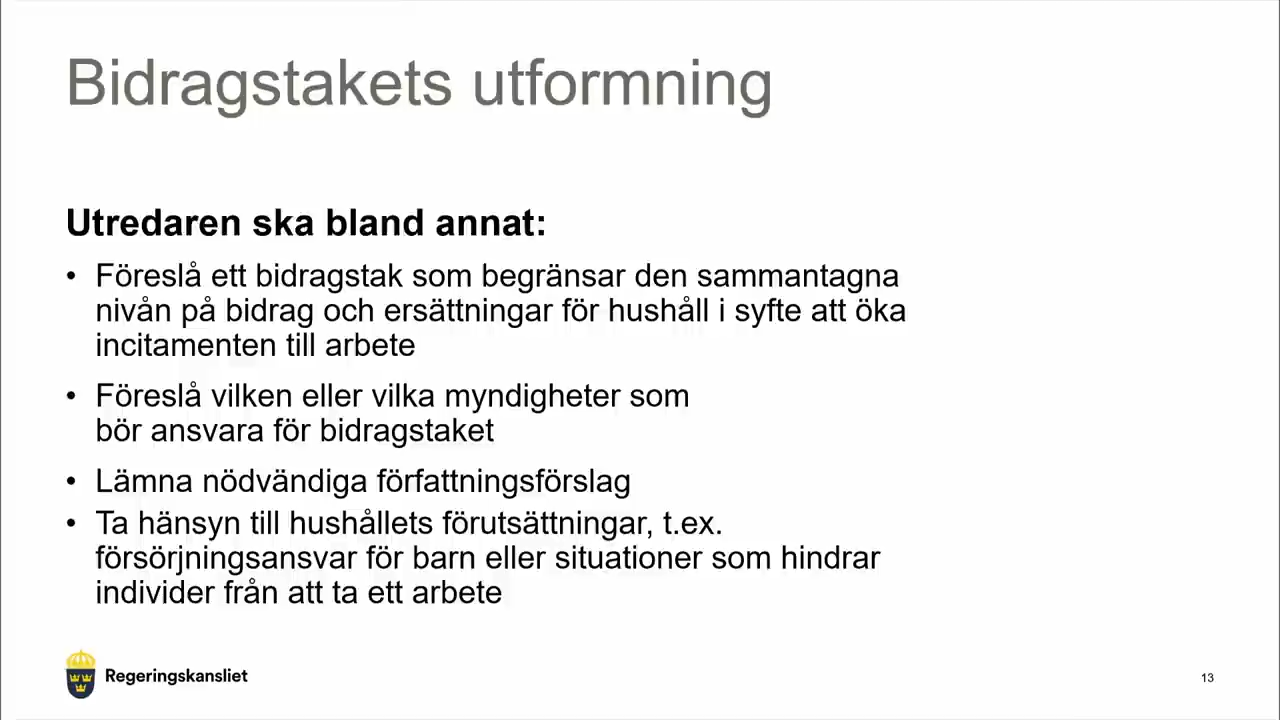 Bidragstakets utformning
Utredaren ska bland annat:
• Föreslå ett bidragstak som begränsar den sammantagna
nivån på bidrag och ersättningar för hushåll i syfte att öka
incitamenten till arbete
• Föreslå vilken eller vilka myndigheter som
bör ansvara för bidragstaket
• Lämna nödvändiga författningsförslag
• Ta hänsyn till hushållets förutsättningar, t.ex.
försörjningsansvar för barn eller situationer som hindrar
individer från att ta ett arbete
Regeringskansliet
13